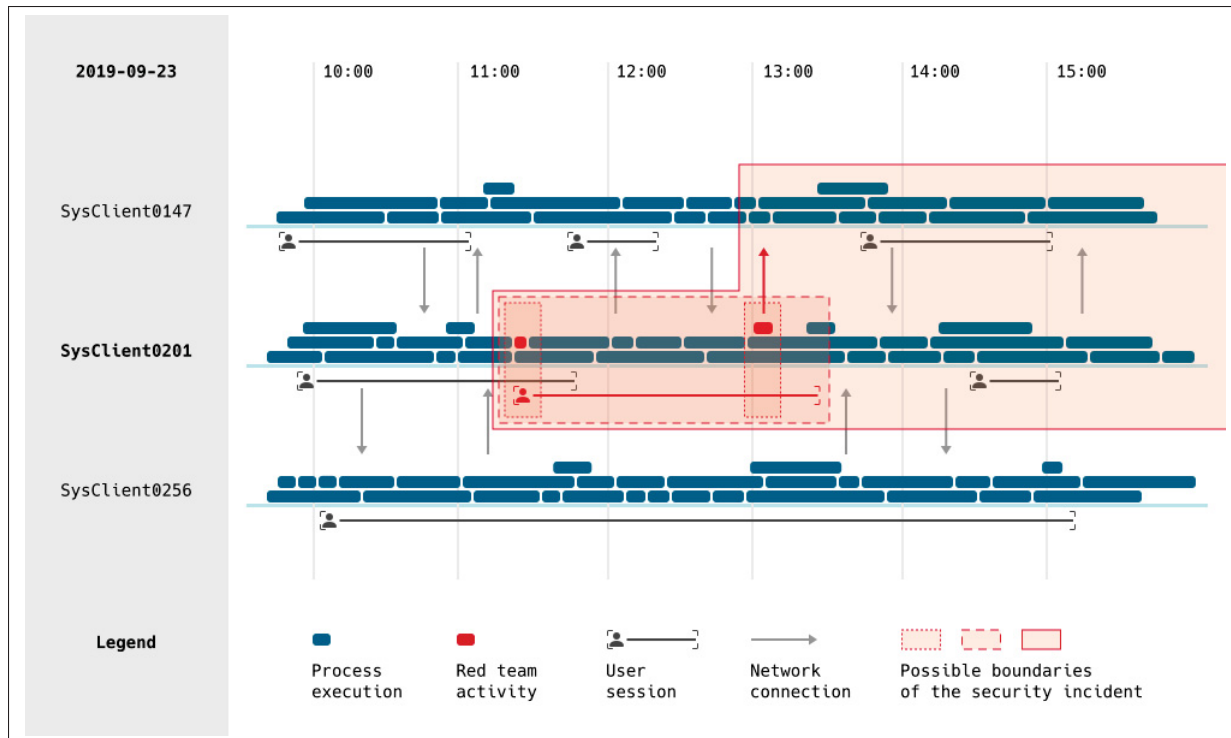 2019-09-23
10:00
11:00
12:00
13:00
14:00
15:00
SysClient0147
SysClient0201
SysClient0256
Legend
Process
execution
Red team
activity
User
session
Network
connection
Possible boundaries
of the security incident